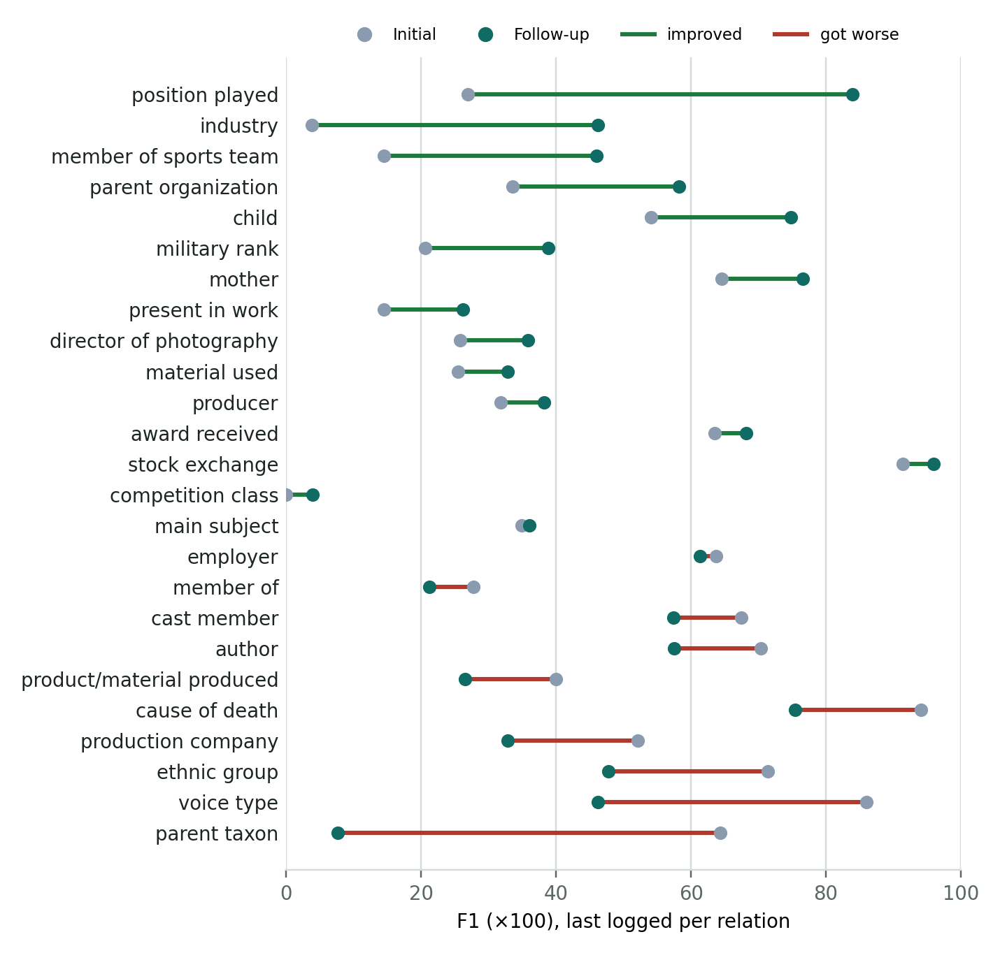 Initial Follow-up improved got worse
position played
industry
member of sports team
parent organization
child
military rank
mother
present in work
director of photography
material used
producer
award received
stock exchange
competition class
main subject
employer
member of
cast member
author
product/material produced
cause of death
production company
ethnic group
voice type
parent taxon
0 20 40 60 80 100
F1 (×100), last logged per relation